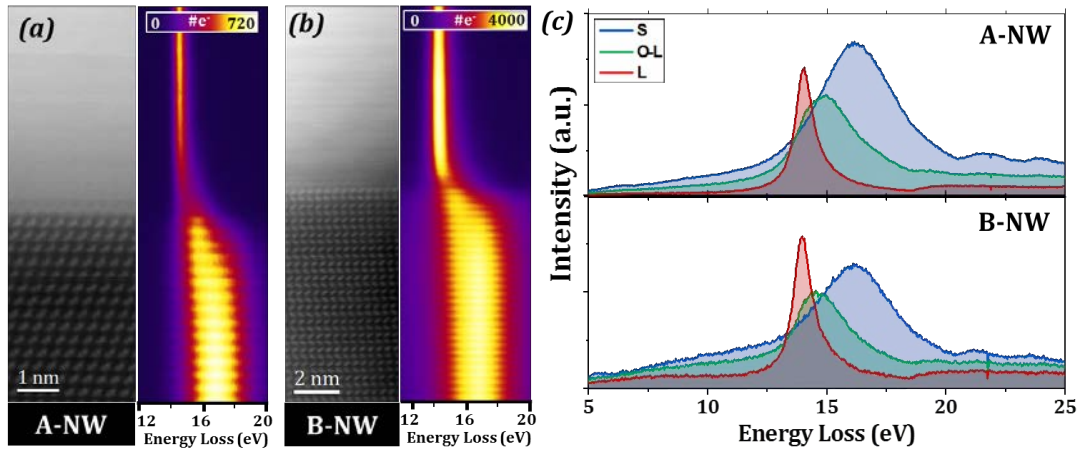 (a)
0 #e⁻ 720
1 nm
A-NW
12 16 20
Energy Loss (eV)
(b)
0 #e⁻ 4000
2 nm
B-NW
12 16 20
Energy Loss (eV)
(c)
S
O-L
L
A-NW
B-NW
Intensity (a.u.)
5 10 15 20 25
Energy Loss (eV)